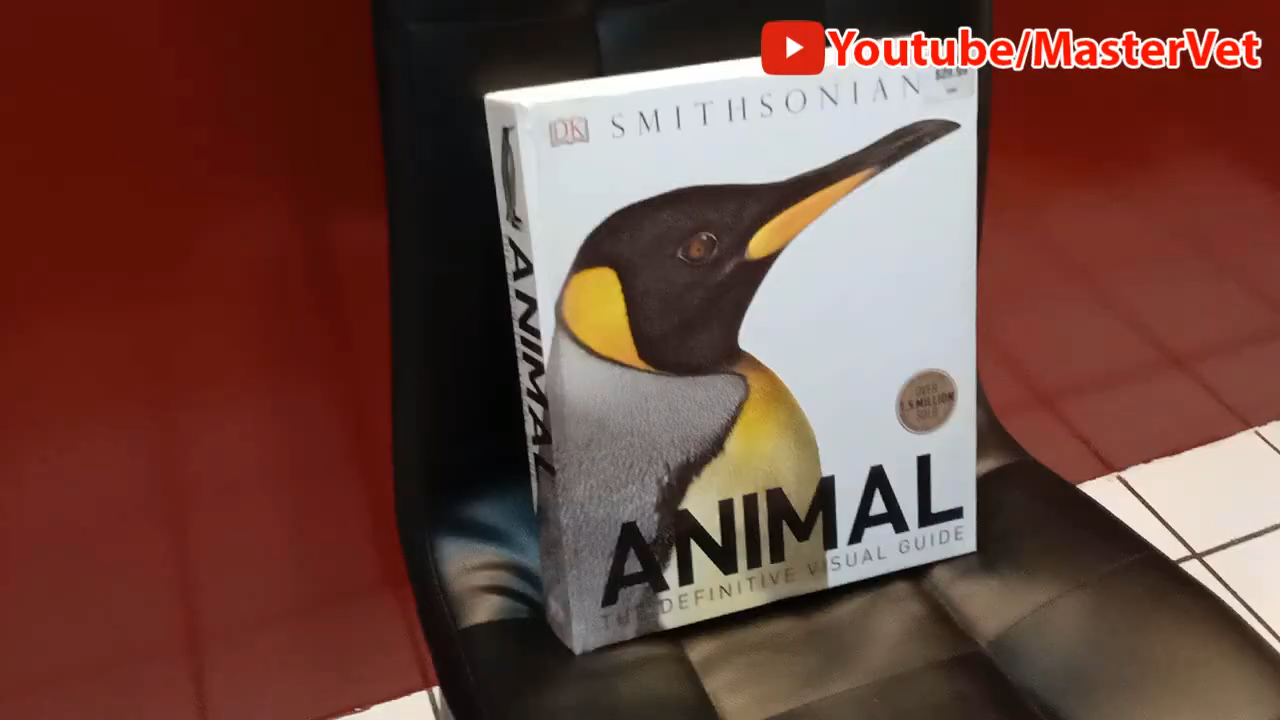 Youtube/MasterVet
DK
SMITHSONIAN
ANIMAL
OVER
1.5 MILLION
SOLD
ANIMAL
THE DEFINITIVE VISUAL GUIDE